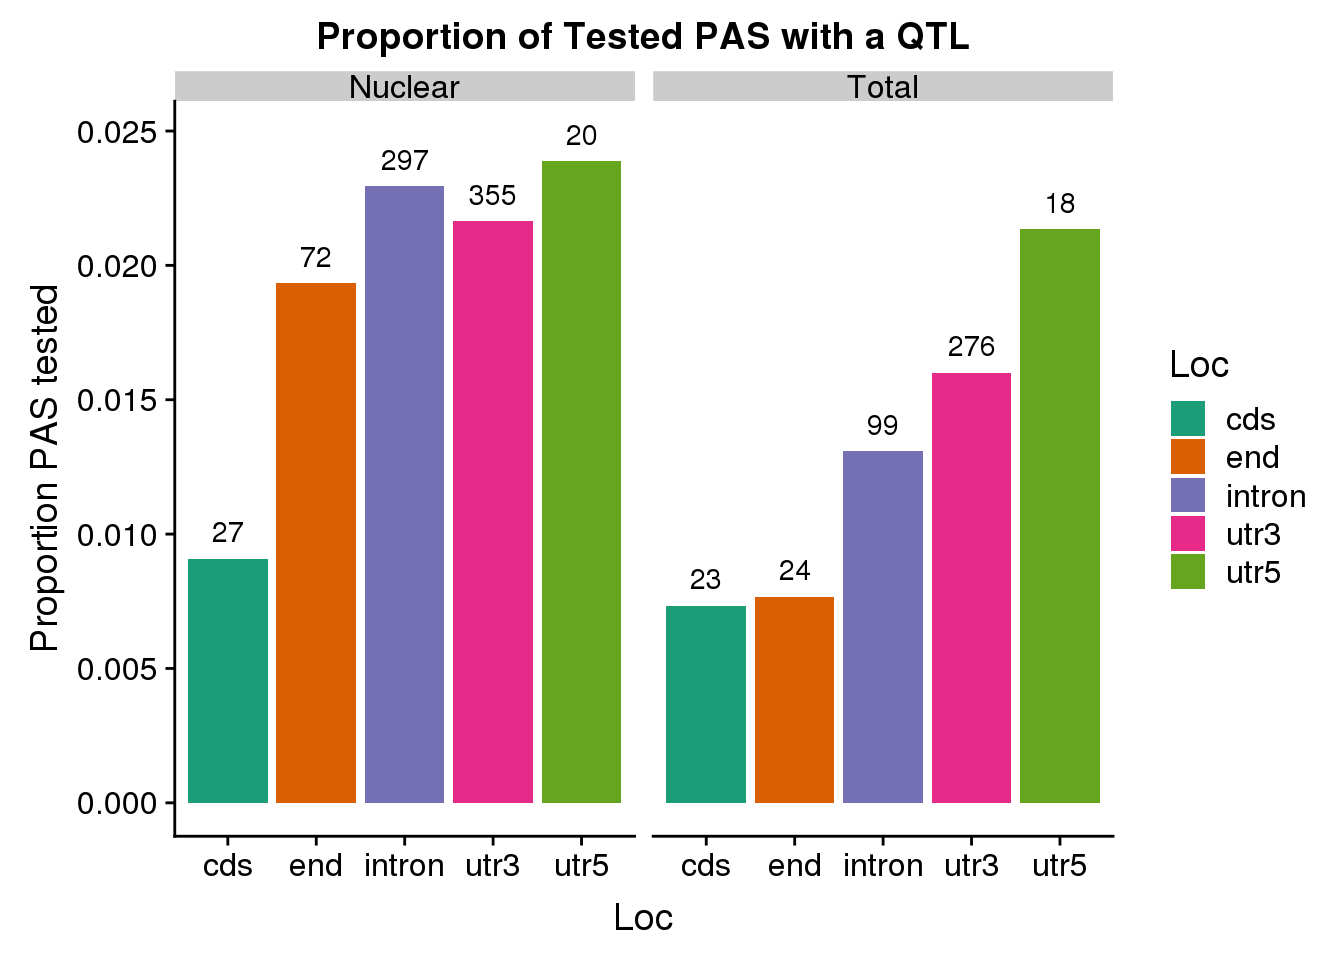 Proportion of Tested PAS with a QTL
Nuclear
Total
Proportion PAS tested
0.025
0.020
0.015
0.010
0.005
0.000
27
72
297
355
20
23
24
99
276
18
cds end intron utr3 utr5
cds end intron utr3 utr5
Loc
Loc
cds
end
intron
utr3
utr5